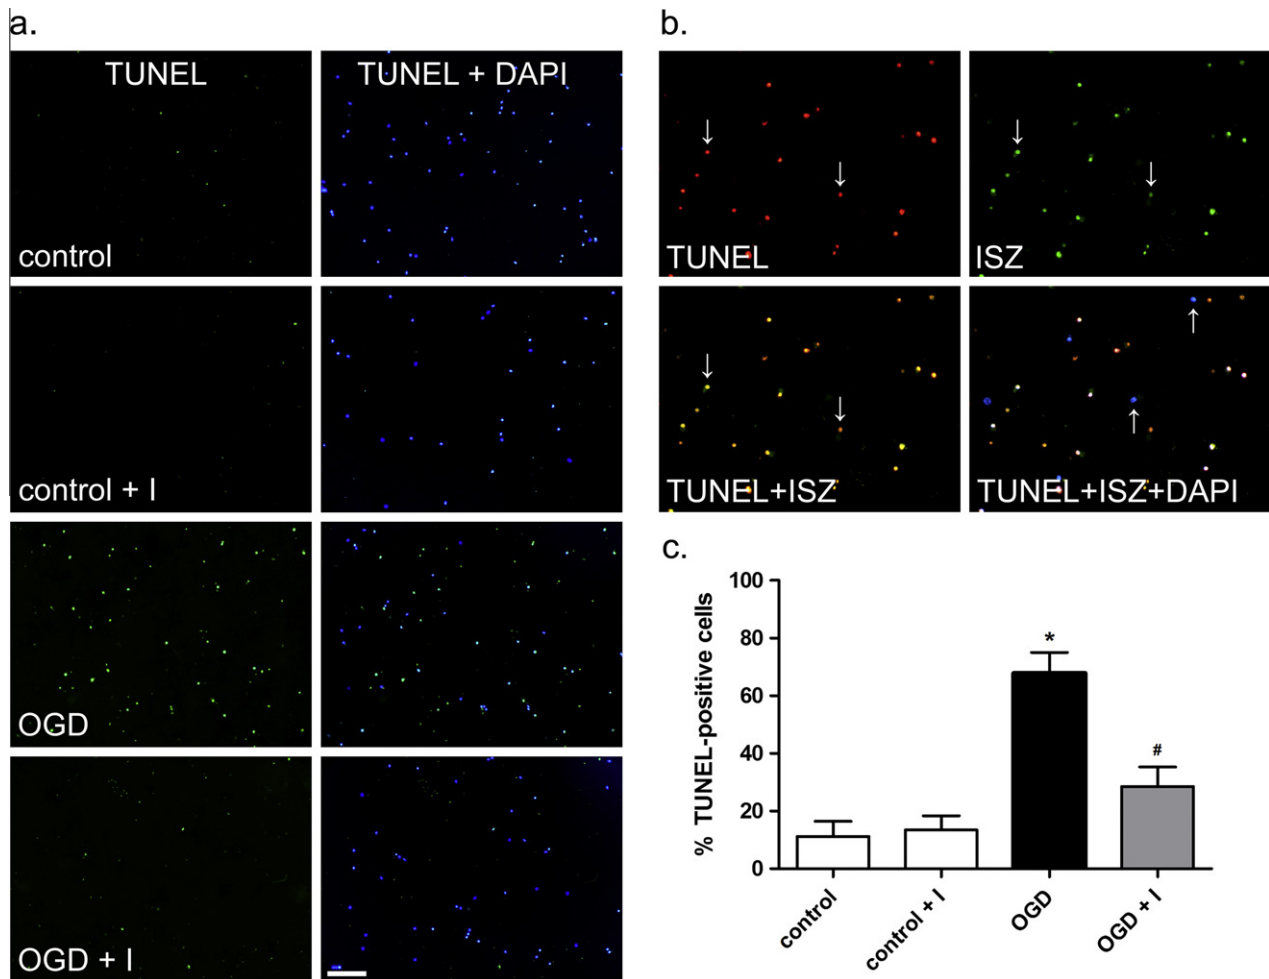 a.
TUNEL
TUNEL + DAPI
control
control + I
OGD
OGD + I
b.
TUNEL
ISZ
TUNEL+ISZ
TUNEL+ISZ+DAPI
c.
% TUNEL-positive cells
100
80
60
40
20
0
*
#
control
control + I
OGD
OGD + I